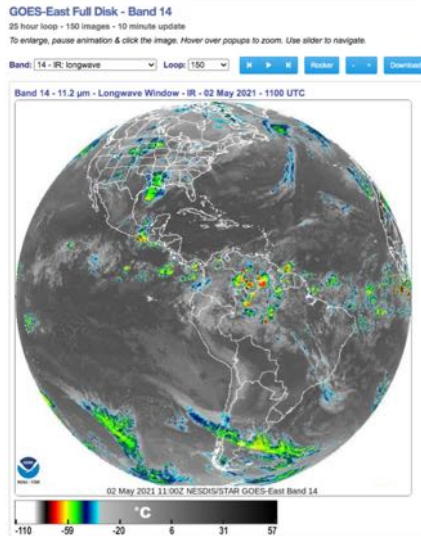 GOES-East Full Disk - Band 14
25 hour loop - 150 images - 10 minute update
To enlarge, pause animation & click the image. Hover over popups to zoom. Use slider to navigate.
Band: 14 - IR: longwave Loop: 150 Rocker - + Download
Band 14 - 11.2 µm - Longwave Window - IR - 02 May 2021 - 1100 UTC
02 May 2021 11:00Z NESDIS/STAR GOES-East Band 14
°C
-110 -59 -20 6 31 57